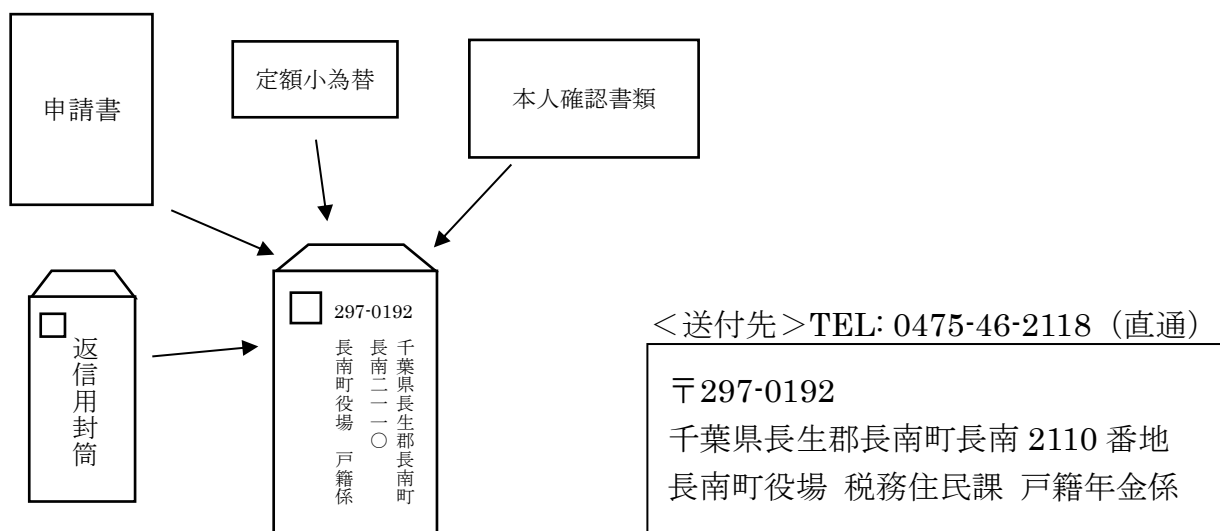 申請書
定額小為替
本人確認書類
返信用封筒
297-0192
千葉県長生郡長南町
長南二一一〇
長南町役場 戸籍係
＜送付先＞TEL: 0475-46-2118（直通）
〒297-0192
千葉県長生郡長南町長南 2110 番地
長南町役場 税務住民課 戸籍年金係